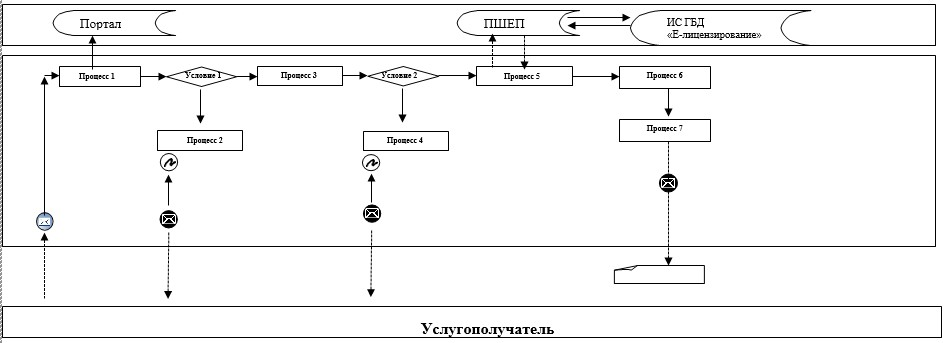 Портал
ПШЕП
ИС ГБД
«Е-лицензирование»
Процесс 1
Условие 1
Процесс 3
Условие 2
Процесс 5
Процесс 6
Процесс 2
Процесс 4
Процесс 7
Услугополучатель